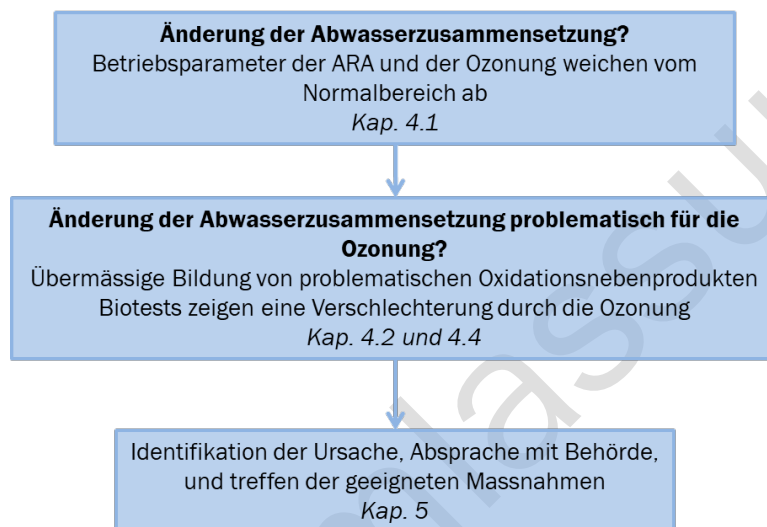 Änderung der Abwasserzusammensetzung?
Betriebsparameter der ARA und der Ozonung weichen vom
Normalbereich ab
Kap. 4.1
Änderung der Abwasserzusammensetzung problematisch für die
Ozonung?
Übermässige Bildung von problematischen Oxidationsnebenprodukten
Biotests zeigen eine Verschlechterung durch die Ozonung
Kap. 4.2 und 4.4
Identifikation der Ursache, Absprache mit Behörde,
und treffen der geeigneten Massnahmen
Kap. 5